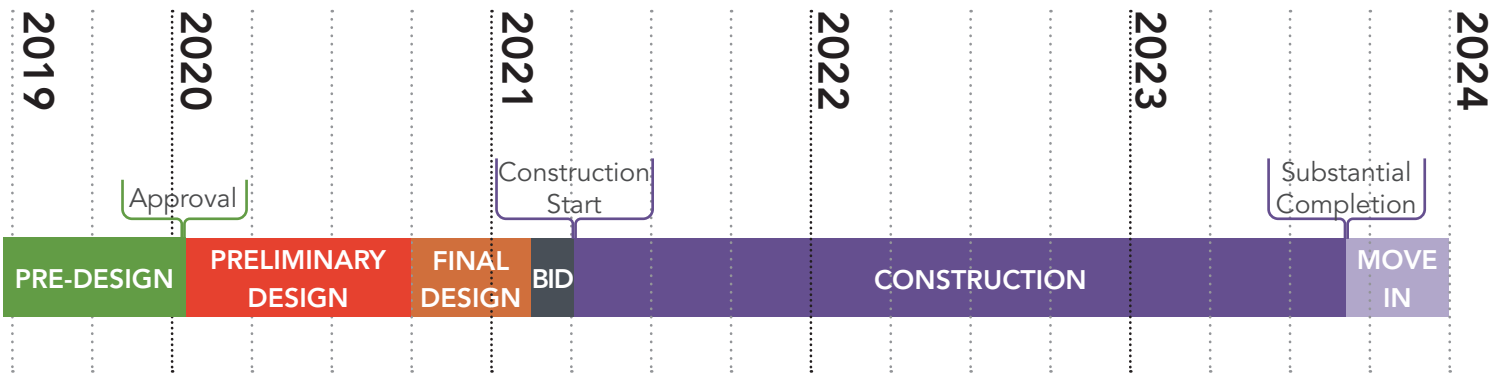 2019
2020
2021
2022
2023
2024
Approval
Construction
Start
Substantial
Completion
PRE-DESIGN
PRELIMINARY
DESIGN
FINAL
DESIGN
BID
CONSTRUCTION
MOVE
IN